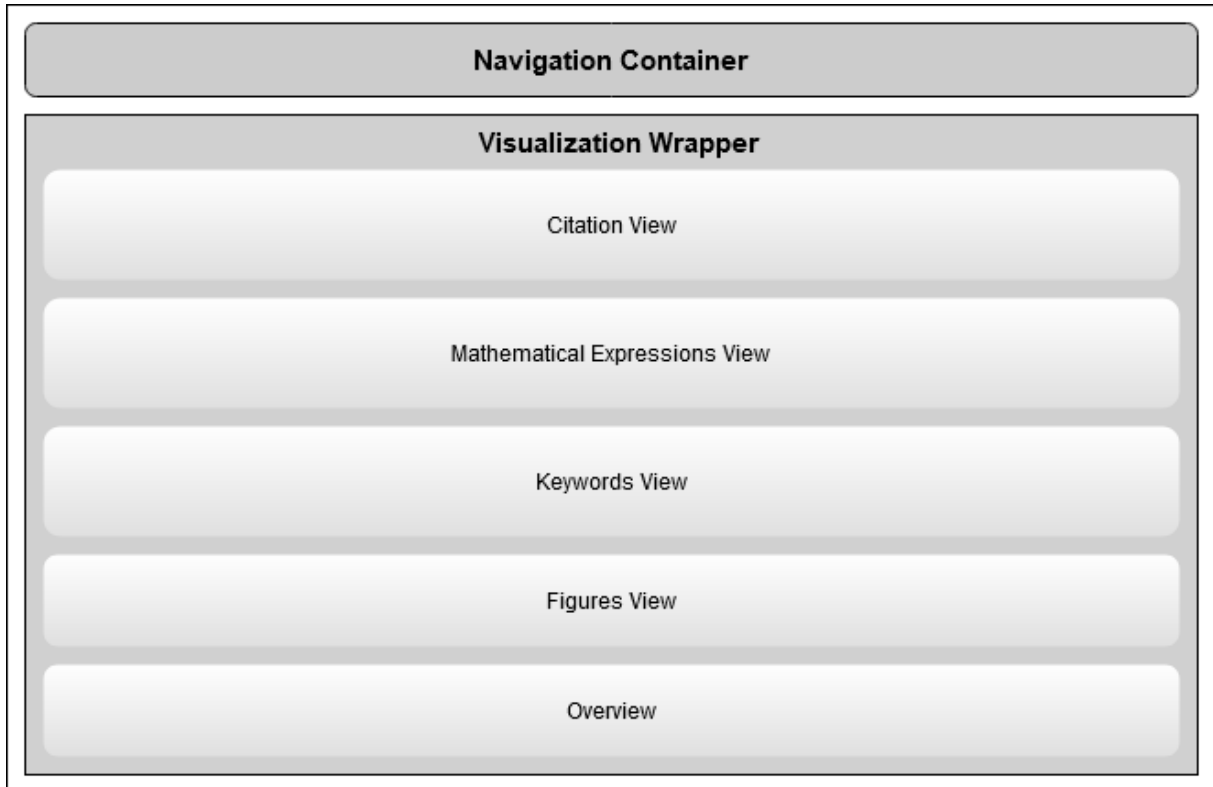 Navigation Container
Visualization Wrapper
Citation View
Mathematical Expressions View
Keywords View
Figures View
Overview